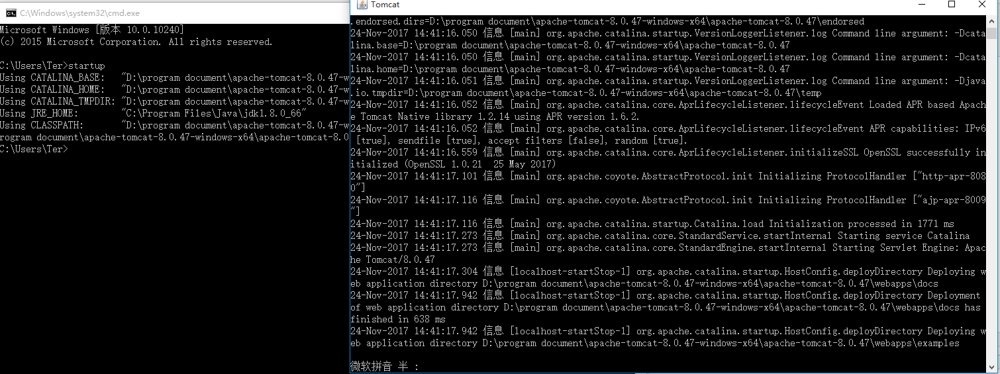 C:\Windows\system32\cmd.exe
Microsoft Windows [版本 10.0.10240]
(c) 2015 Microsoft Corporation. All rights reserved.
C:\Users\Ter>startup
Using CATALINA_BASE:   "D:\program document\apache-tomcat-8.0.47-w
Using CATALINA_HOME:   "D:\program document\apache-tomcat-8.0.47-w
Using CATALINA_TMPDIR: "D:\program document\apache-tomcat-8.0.47-w
Using JRE_HOME:        "C:\Program Files\Java\jdk1.8.0_66"
Using CLASSPATH:       "D:\program document\apache-tomcat-8.0.47-w
rogram document\apache-tomcat-8.0.47-windows-x64\apache-tomcat-8.0
C:\Users\Ter>
Tomcat
.endorsed.dirs=D:\program document\apache-tomcat-8.0.47-windows-x64\apache-tomcat-8.0.47\endorsed
24-Nov-2017 14:41:16.050 信息 [main] org.apache.catalina.startup.VersionLoggerListener.log Command line argument: -Dcata
lina.base=D:\program document\apache-tomcat-8.0.47-windows-x64\apache-tomcat-8.0.47
24-Nov-2017 14:41:16.050 信息 [main] org.apache.catalina.startup.VersionLoggerListener.log Command line argument: -Dcata
lina.home=D:\program document\apache-tomcat-8.0.47-windows-x64\apache-tomcat-8.0.47
24-Nov-2017 14:41:16.051 信息 [main] org.apache.catalina.startup.VersionLoggerListener.log Command line argument: -Djava
.io.tmpdir=D:\program document\apache-tomcat-8.0.47-windows-x64\apache-tomcat-8.0.47\temp
24-Nov-2017 14:41:16.052 信息 [main] org.apache.catalina.core.AprLifecycleListener.lifecycleEvent Loaded APR based Apach
e Tomcat Native library 1.2.14 using APR version 1.6.2.
24-Nov-2017 14:41:16.052 信息 [main] org.apache.catalina.core.AprLifecycleListener.lifecycleEvent APR capabilities: IPv6
[true], sendfile [true], accept filters [false], random [true].
24-Nov-2017 14:41:16.559 信息 [main] org.apache.catalina.core.AprLifecycleListener.initializeSSL OpenSSL successfully in
itialized (OpenSSL 1.0.2l  25 May 2017)
24-Nov-2017 14:41:17.101 信息 [main] org.apache.coyote.AbstractProtocol.init Initializing ProtocolHandler ["http-apr-808
0"]
24-Nov-2017 14:41:17.116 信息 [main] org.apache.coyote.AbstractProtocol.init Initializing ProtocolHandler ["ajp-apr-8009
"]
24-Nov-2017 14:41:17.116 信息 [main] org.apache.catalina.startup.Catalina.load Initialization processed in 1771 ms
24-Nov-2017 14:41:17.273 信息 [main] org.apache.catalina.core.StandardService.startInternal Starting service Catalina
24-Nov-2017 14:41:17.273 信息 [main] org.apache.catalina.core.StandardEngine.startInternal Starting Servlet Engine: Apac
he Tomcat/8.0.47
24-Nov-2017 14:41:17.304 信息 [localhost-startStop-1] org.apache.catalina.startup.HostConfig.deployDirectory Deploying w
eb application directory D:\program document\apache-tomcat-8.0.47-windows-x64\apache-tomcat-8.0.47\webapps\docs
24-Nov-2017 14:41:17.942 信息 [localhost-startStop-1] org.apache.catalina.startup.HostConfig.deployDirectory Deployment
of web application directory D:\program document\apache-tomcat-8.0.47-windows-x64\apache-tomcat-8.0.47\webapps\docs has
finished in 638 ms
24-Nov-2017 14:41:17.942 信息 [localhost-startStop-1] org.apache.catalina.startup.HostConfig.deployDirectory Deploying w
eb application directory D:\program document\apache-tomcat-8.0.47-windows-x64\apache-tomcat-8.0.47\webapps\examples
微软拼音 半 :